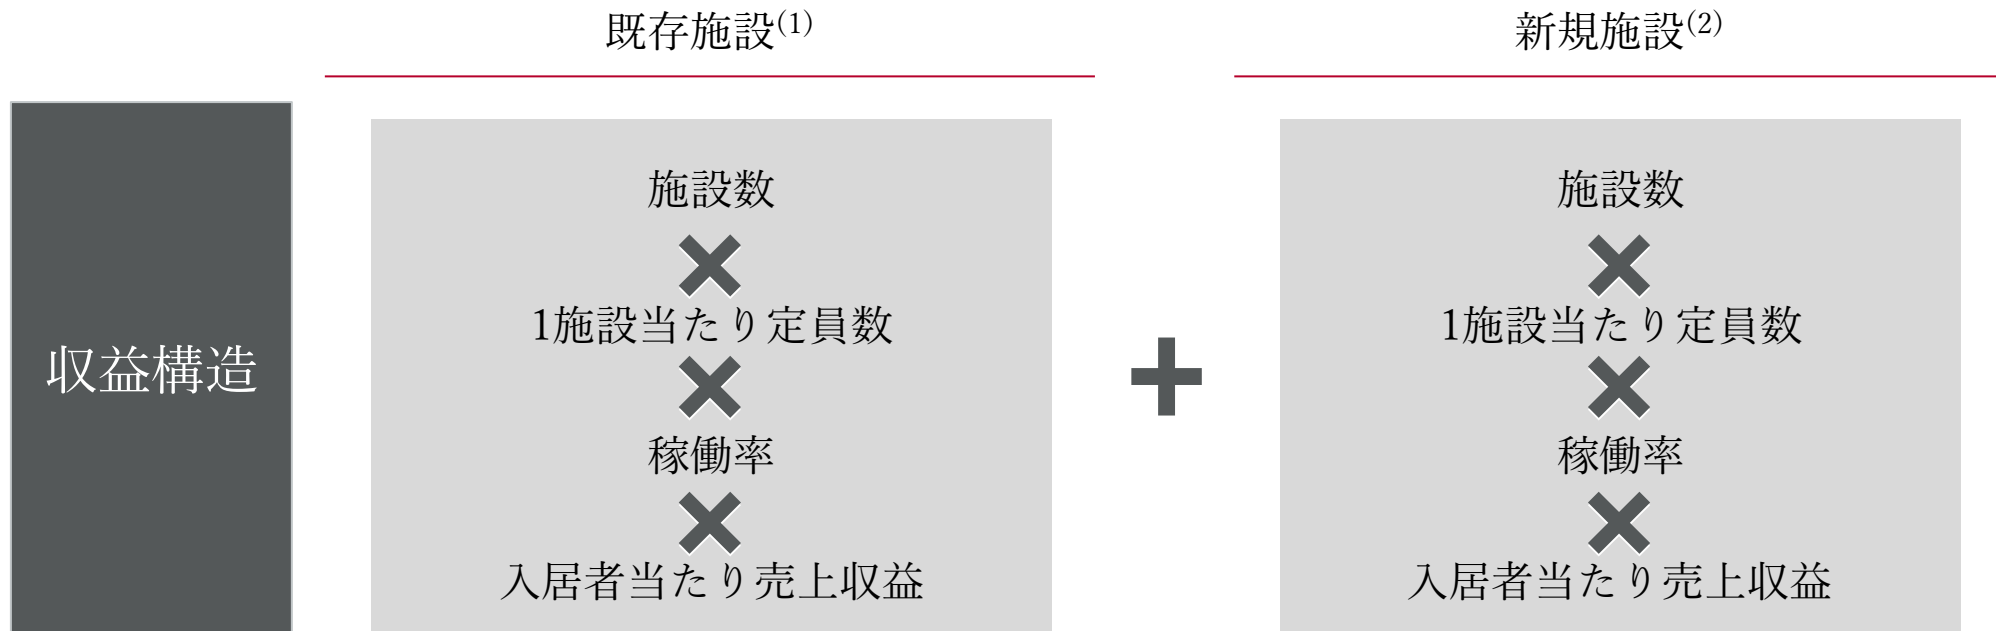 既存施設(1)
新規施設(2)
収益構造
施設数
1施設当たり定員数
稼働率
入居者当たり売上収益
施設数
1施設当たり定員数
稼働率
入居者当たり売上収益